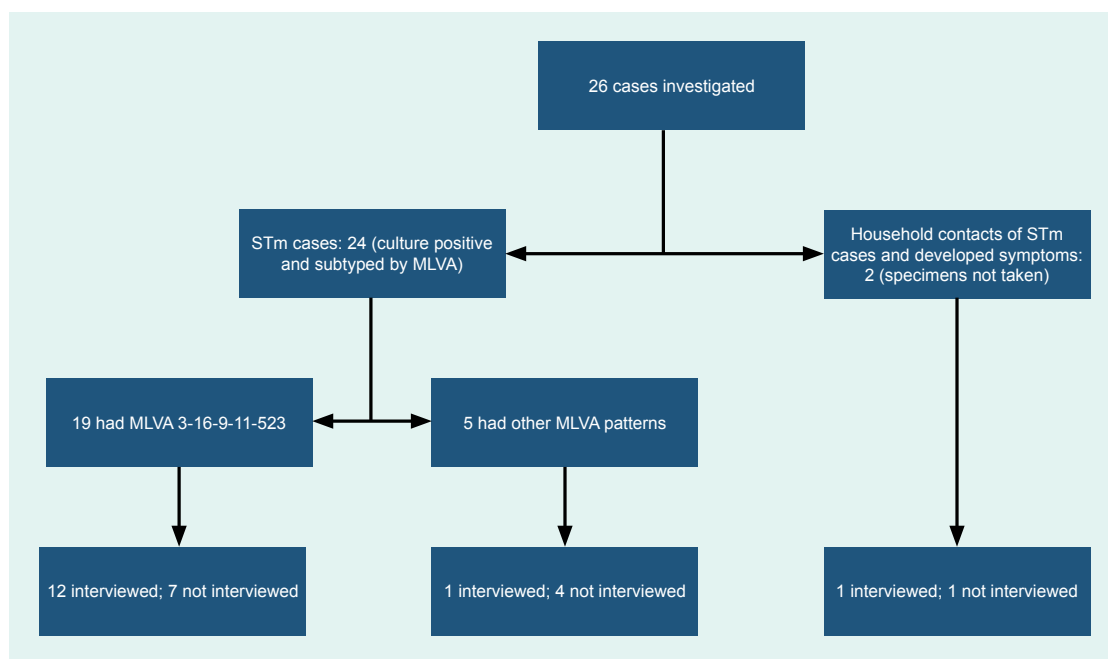 26 cases investigated
STm cases: 24 (culture positive
and subtyped by MLVA)
Household contacts of STm
cases and developed symptoms:
2 (specimens not taken)
19 had MLVA 3-16-9-11-523
5 had other MLVA patterns
12 interviewed; 7 not interviewed
1 interviewed; 4 not interviewed
1 interviewed; 1 not interviewed